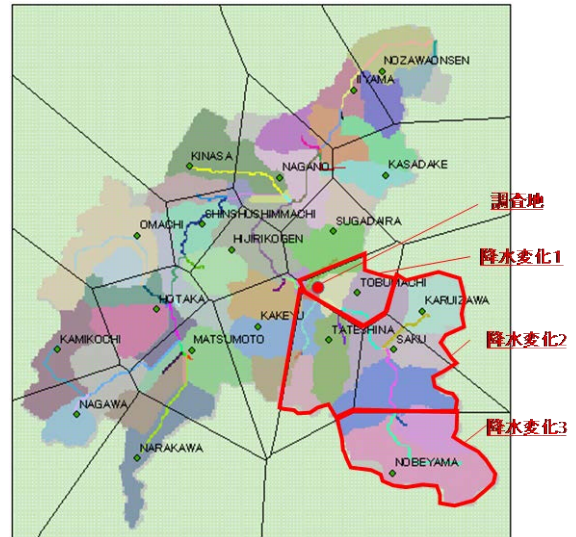 NOZAWAONSEN
IIYAMA
KINASA
NAGANO
KASADAKE
調査地
SHINSHUSHIMMACHI
OMACHI
SUGADAIRA
HIJIRIKOGEN
降水変化1
TOBUMACHI
HOTAKA
KARUIZAWA
KAKEYU
TATESHINA
KAMIKOCHI
MATSUMOTO
SAKU
降水変化2
NAGAWA
降水変化3
NARAKAWA
NOBEYAMA